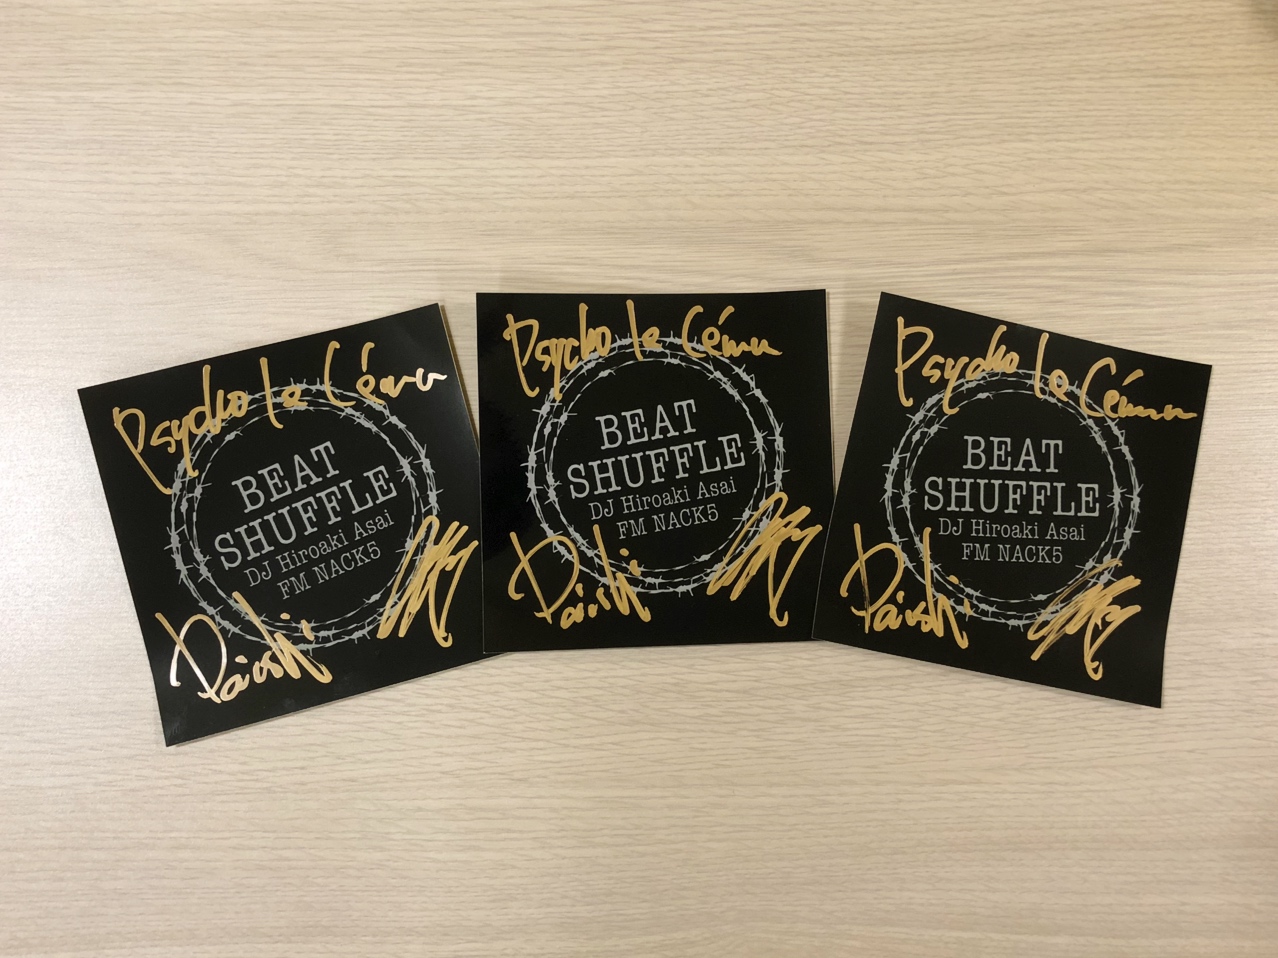 Psycho le Cému
BEAT
SHUFFLE
DJ Hiroaki Asai
FM NACK5
Daishi
Psycho le Cému
BEAT
SHUFFLE
DJ Hiroaki Asai
FM NACK5
Daishi
Psycho le Cému
BEAT
SHUFFLE
DJ Hiroaki Asai
FM NACK5
Daishi